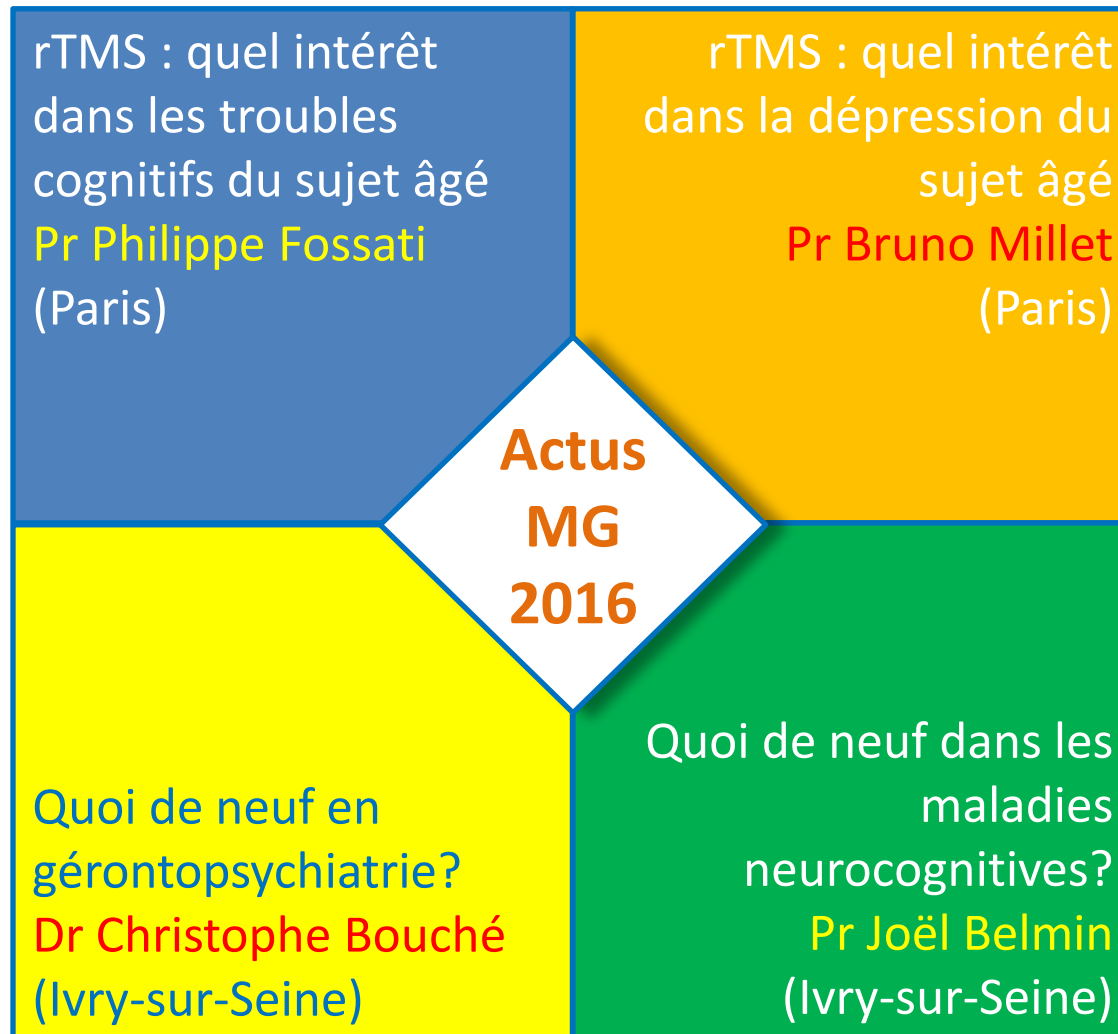 rTMS : quel intérêt
dans les troubles
cognitifs du sujet âgé
Pr Philippe Fossati
(Paris)
rTMS : quel intérêt
dans la dépression du
sujet âgé
Pr Bruno Millet
(Paris)
Actus
MG
2016
Quoi de neuf en
gérontopsychiatrie?
Dr Christophe Bouché
(Ivry-sur-Seine)
Quoi de neuf dans les
maladies
neurocognitives?
Pr Joël Belmin
(Ivry-sur-Seine)